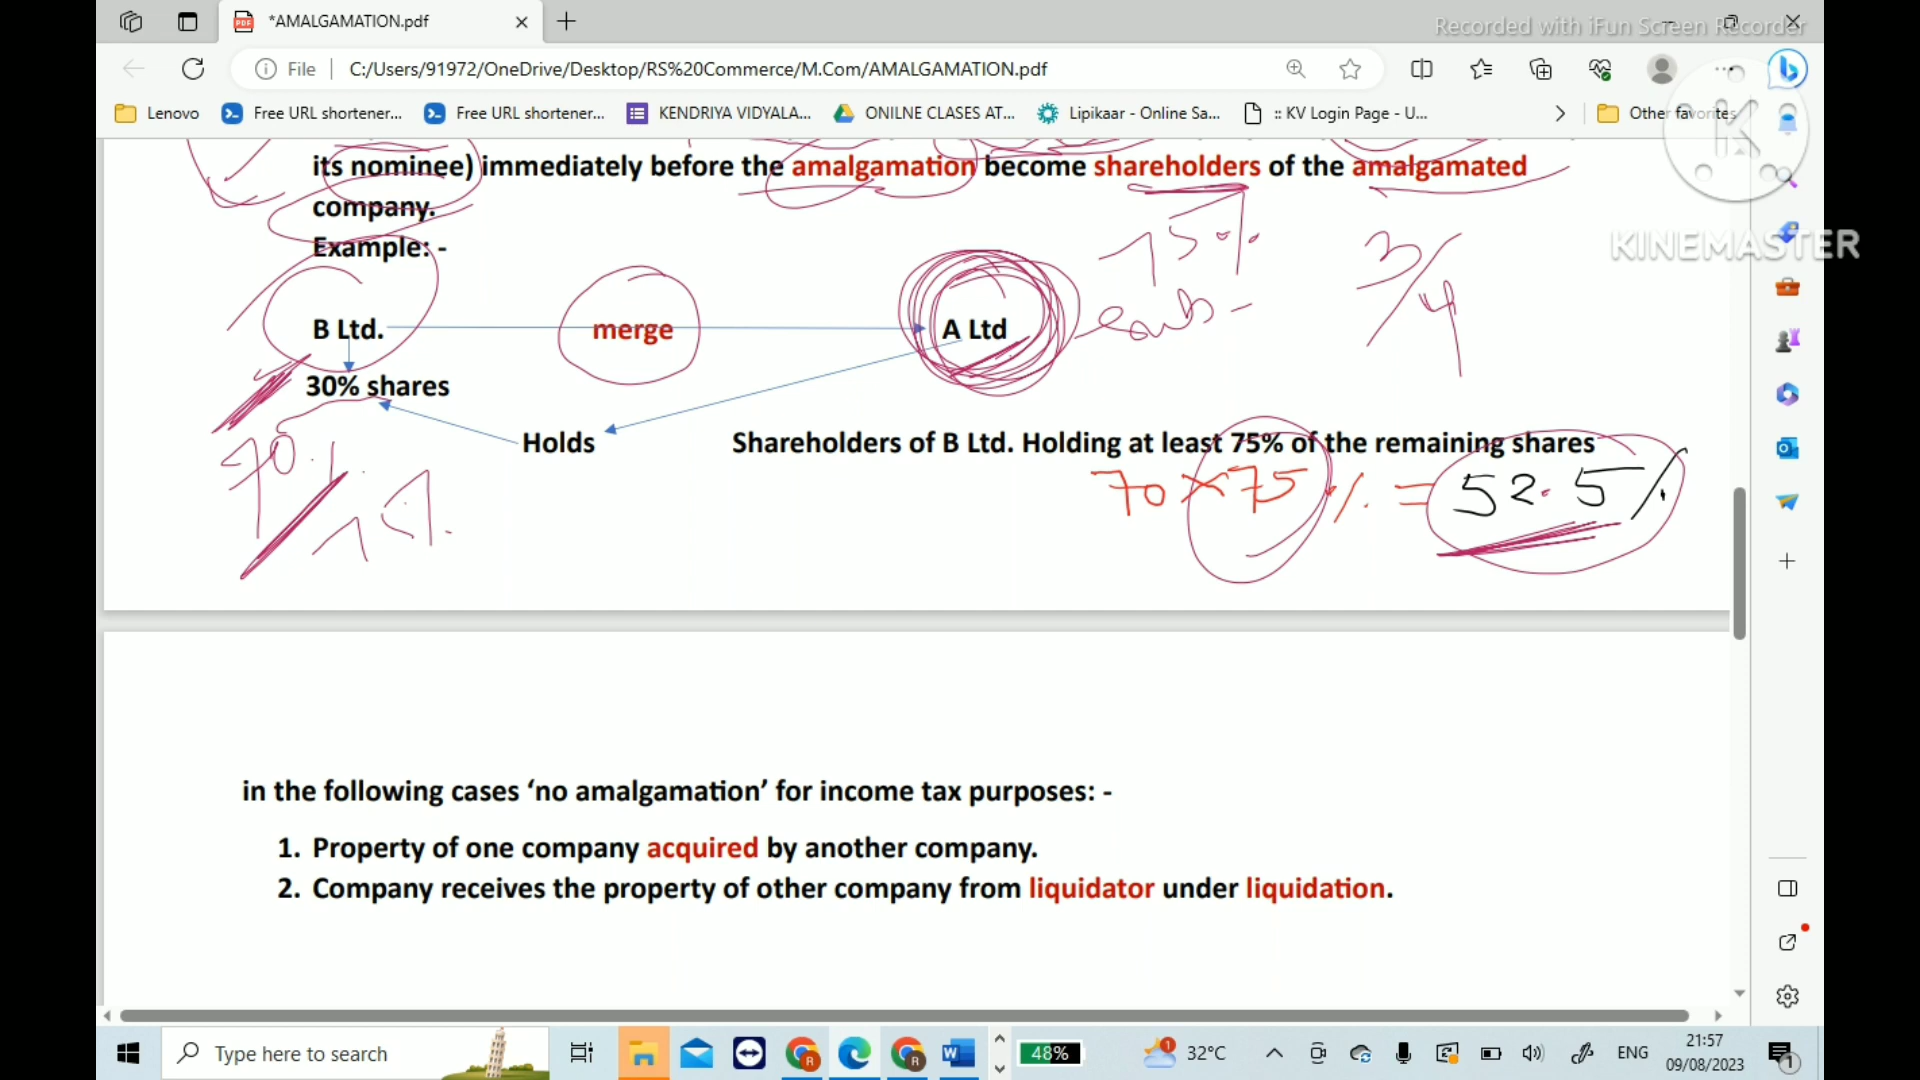 *AMALGAMATION.pdf
Recorded with iFun Screen Recorder
File
C:/Users/91972/OneDrive/Desktop/RS%20Commerce/M.Com/AMALGAMATION.pdf
Lenovo
Free URL shortener...
Free URL shortener...
KENDRIYA VIDYALA...
ONILNE CLASES AT...
Lipikaar - Online Sa...
:: KV Login Page - U...
Other favorites
K
KINEMASTER
its nominee) immediately before the amalgamation become shareholders of the amalgamated
company.
Example: -
75%
3/4
B Ltd.
merge
A Ltd
30% shares
Holds
Shareholders of B Ltd. Holding at least 75% of the remaining shares
70%
70 x 75 % = 52.5%
in the following cases ‘no amalgamation’ for income tax purposes: -
1. Property of one company acquired by another company.
2. Company receives the property of other company from liquidator under liquidation.
Type here to search
48%
32°C
ENG
21:57
09/08/2023